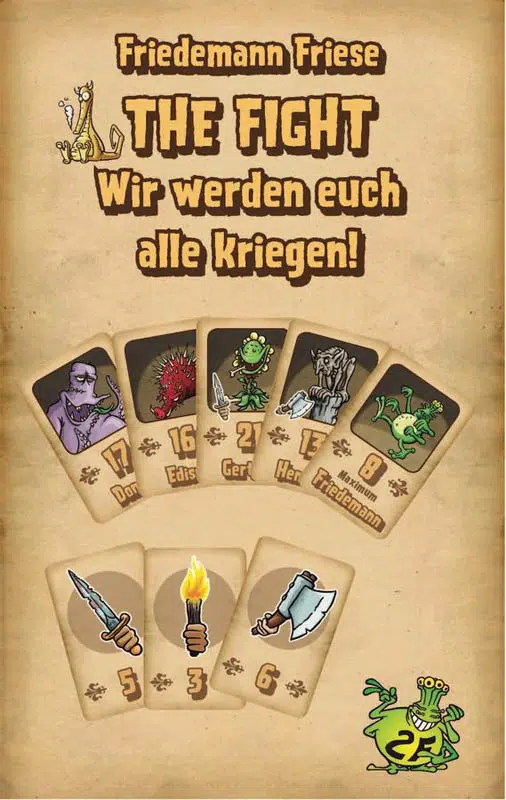 Friedemann Friese
THE FIGHT
Wir werden euch
alle kriegen!
17
16
21
13
8
Maximum
Friedemann
5
3
6
2F